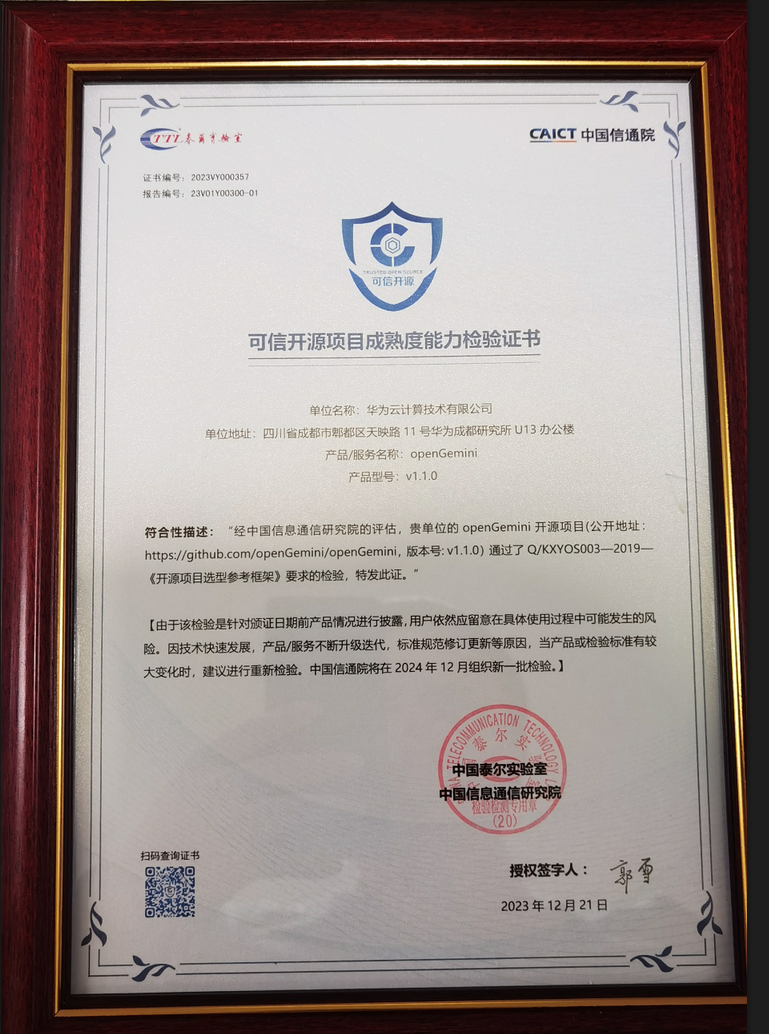 TTL 泰尔实验室
CAICT 中国信通院
证书编号：2023VY000357
报告编号：23V01Y00300-01
TRUSTED OPEN SOURCE
可信开源
可信开源项目成熟度能力检验证书
单位名称：华为云计算技术有限公司
单位地址：四川省成都市郫都区天映路 11 号华为成都研究所 U13 办公楼
产品/服务名称：openGemini
产品型号：v1.1.0
符合性描述：“经中国信息通信研究院的评估，贵单位的 openGemini 开源项目(公开地址：
https://github.com/openGemini/openGemini，版本号: v1.1.0）通过了 Q/KXYOS003—2019—
《开源项目选型参考框架》要求的检验，特发此证。”
【由于该检验是针对颁证日期前产品情况进行披露，用户依然应留意在具体使用过程中可能发生的风
险。因技术快速发展，产品/服务不断升级迭代，标准规范修订更新等原因，当产品或检验标准有较
大变化时，建议进行重新检验。中国信通院将在 2024 年 12 月组织新一批检验。】
TELECOMMUNICATION TECHNOLOGY
泰尔实
中国泰尔实验室
中国信息通信研究院
检验检测专用章
(20)
扫码查询证书
授权签字人：郭雪
2023 年 12 月 21 日